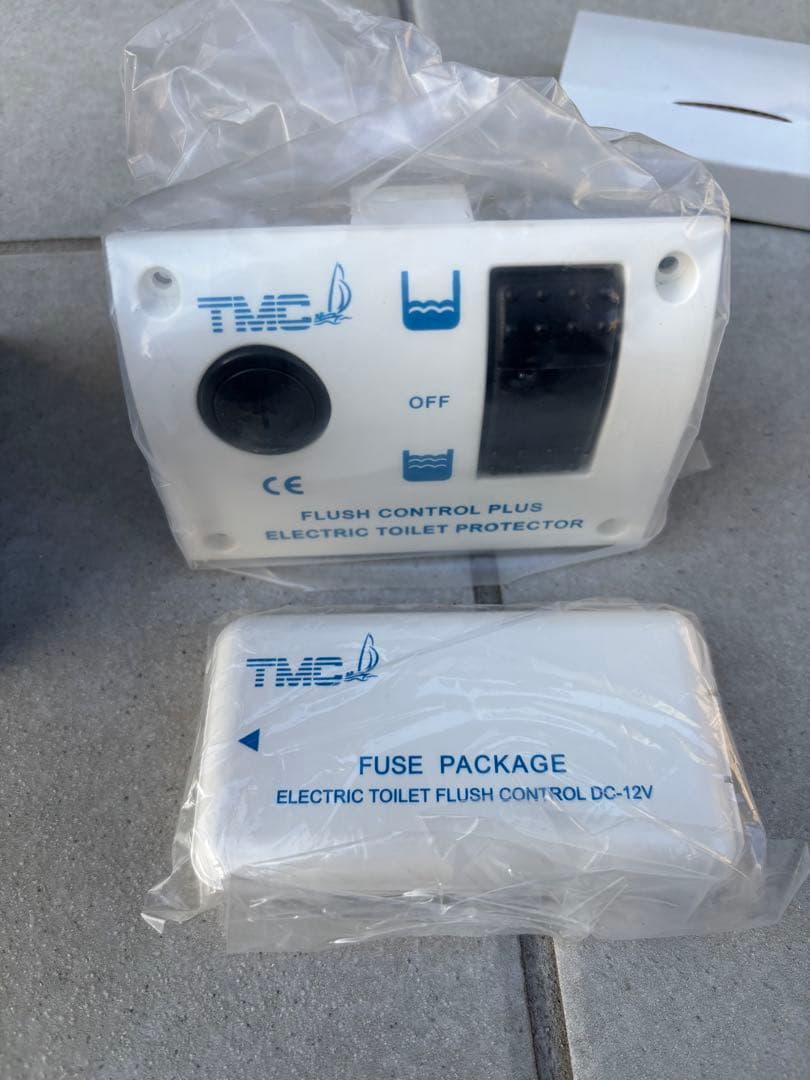 TMC
OFF
CE
FLUSH CONTROL PLUS
ELECTRIC TOILET PROTECTOR
TMC
FUSE PACKAGE
ELECTRIC TOILET FLUSH CONTROL DC-12V